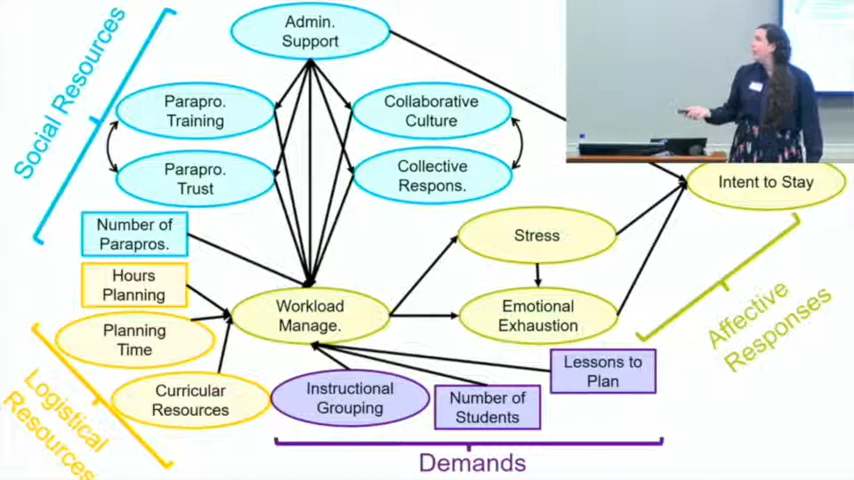 Social Resources
Admin.
Support
Parapro.
Training
Collaborative
Culture
Parapro.
Trust
Collective
Respons.
Intent to Stay
Number of
Parapros.
Stress
Hours
Planning
Workload
Manage.
Emotional
Exhaustion
Affective
Responses
Planning
Time
Lessons to
Plan
Curricular
Resources
Instructional
Grouping
Number of
Students
Logistical
Resources
Demands